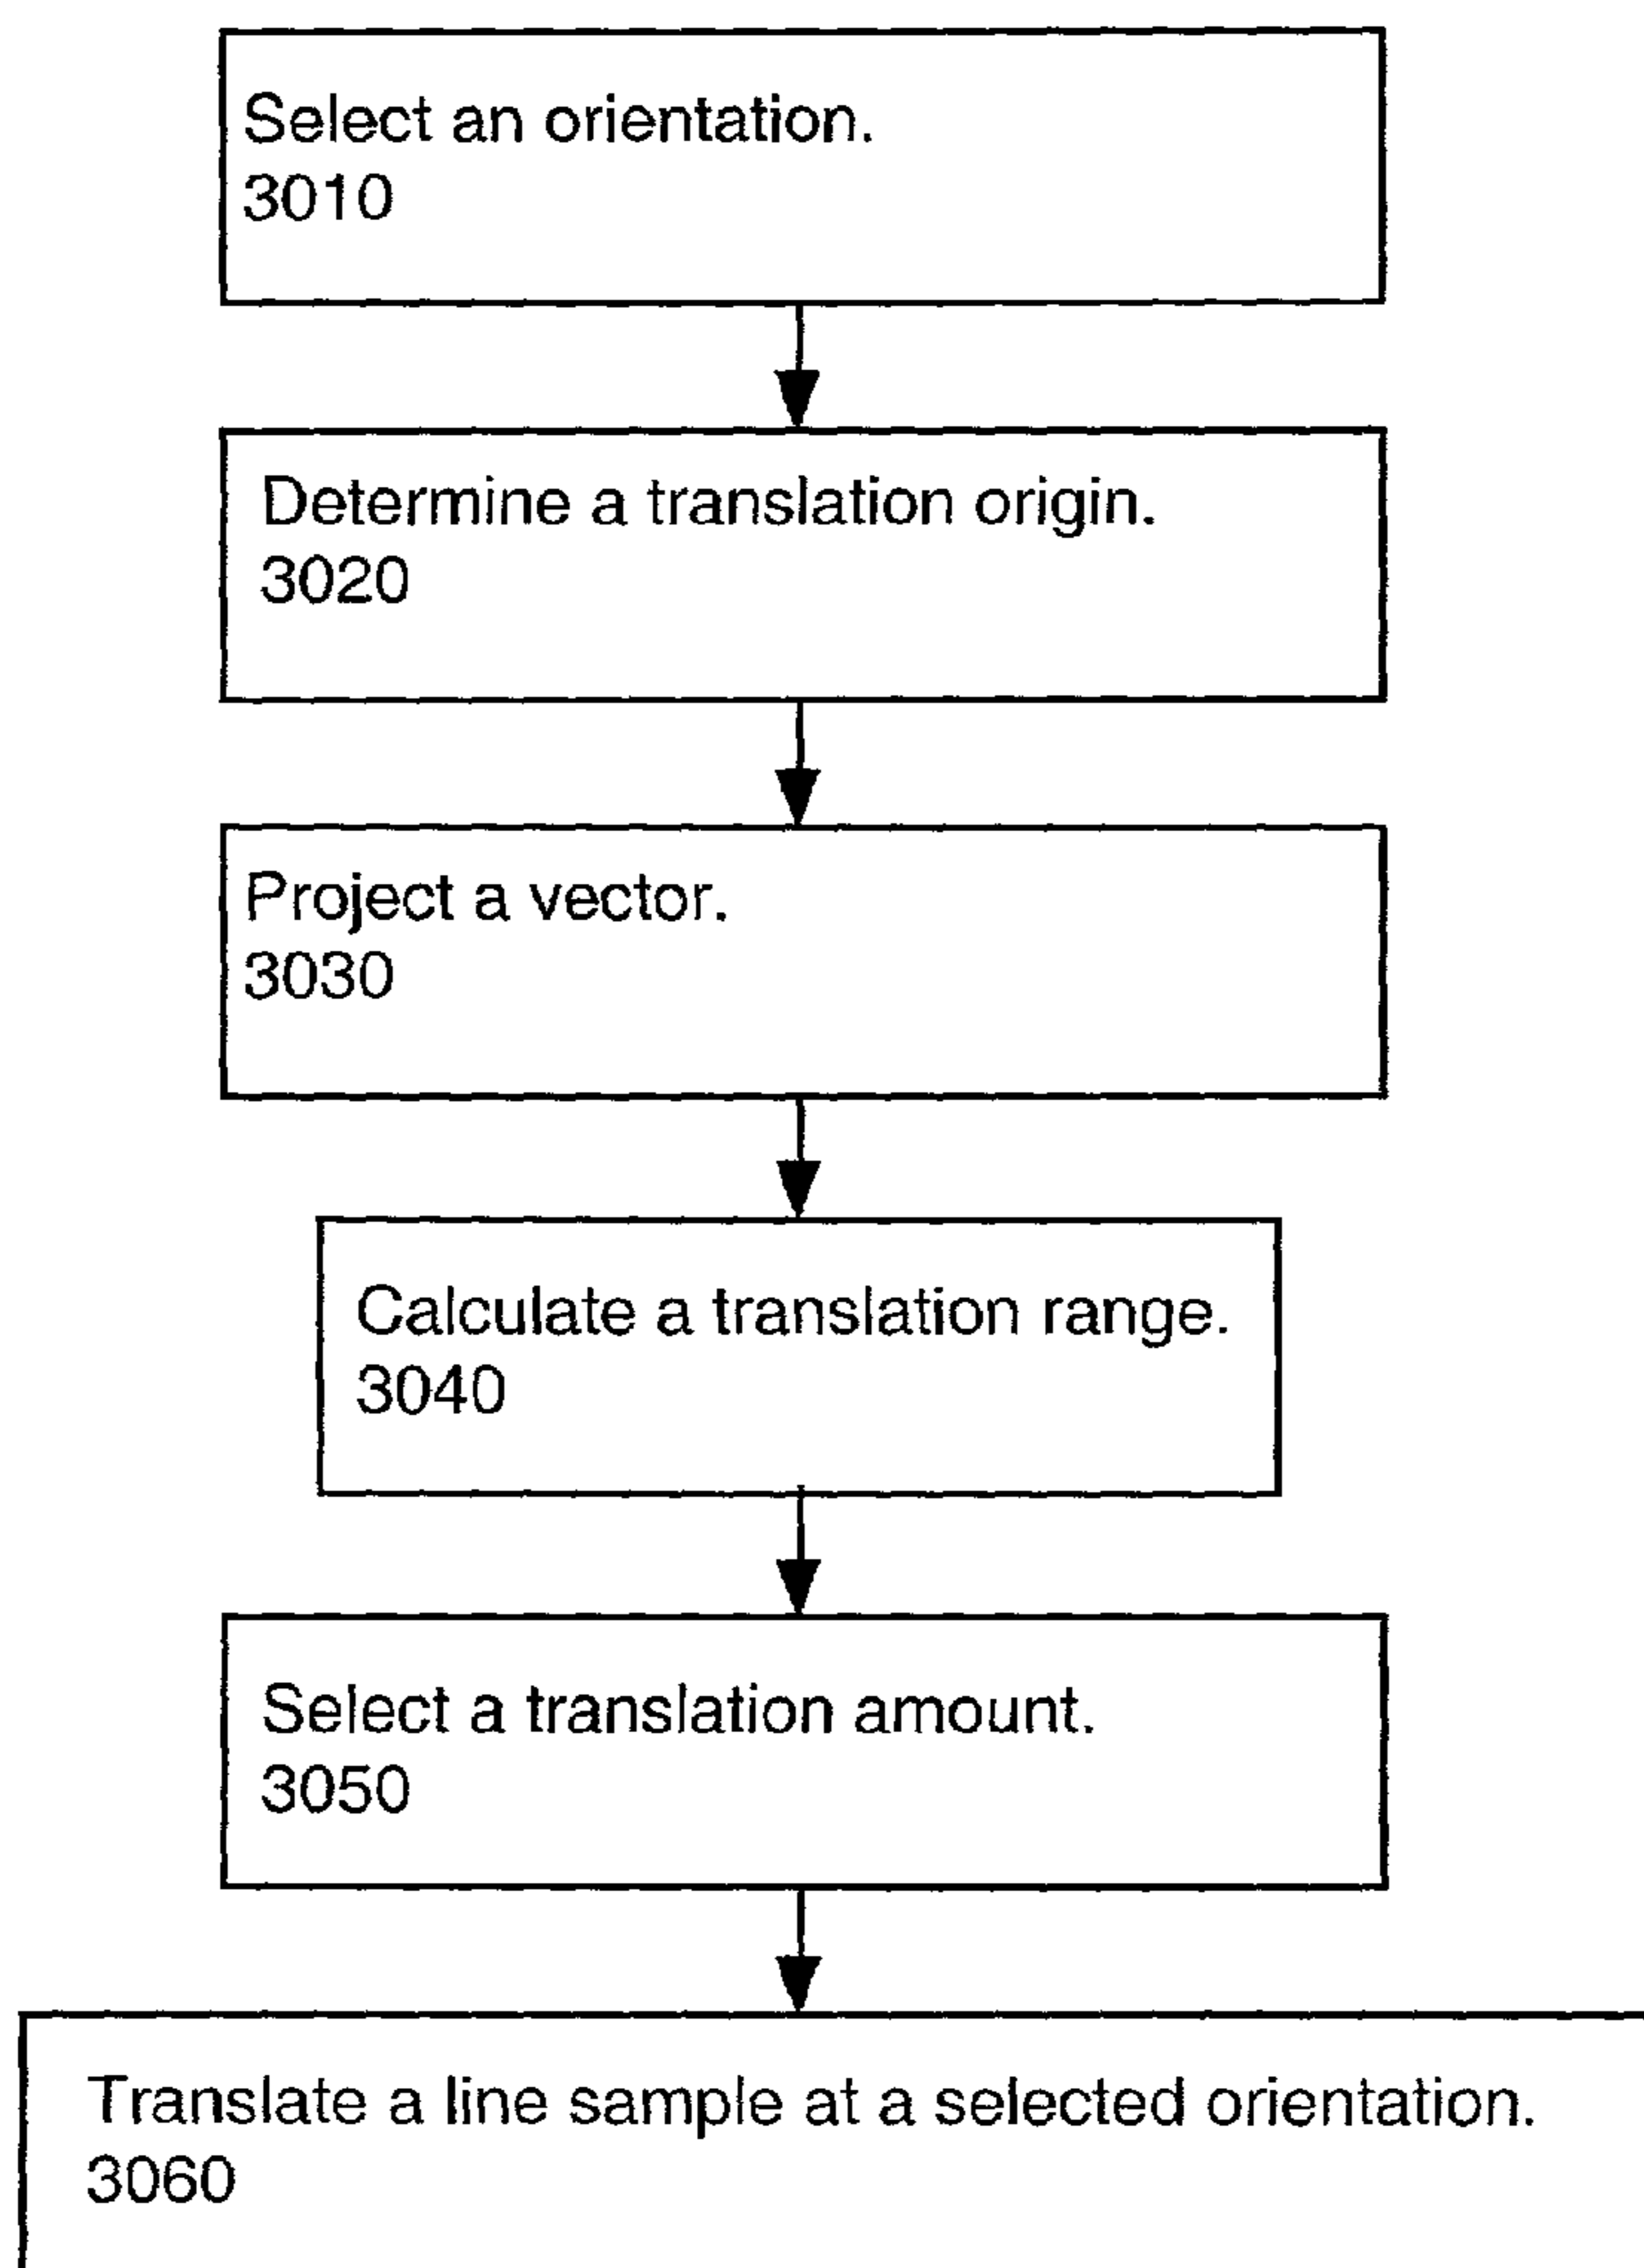 Select an orientation.
3010
Determine a translation origin.
3020
Project a vector.
3030
Calculate a translation range.
3040
Select a translation amount.
3050
Translate a line sample at a selected orientation.
3060